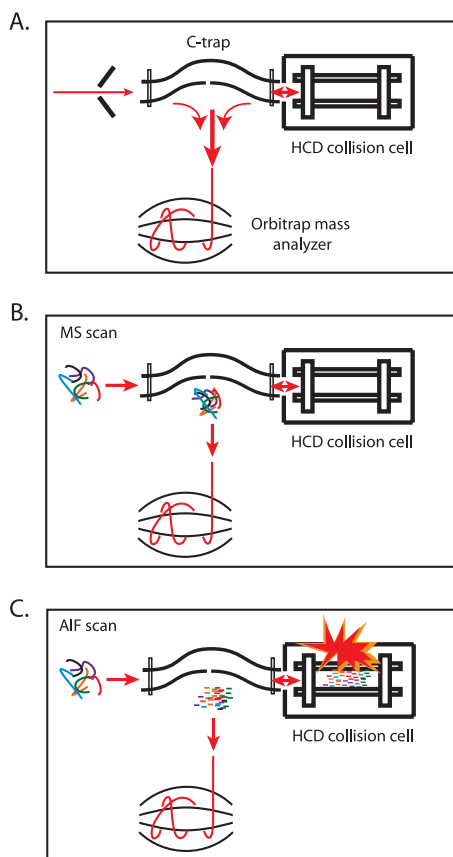 A.
C-trap
HCD collision cell
Orbitrap mass
analyzer
B.
MS scan
HCD collision cell
C.
AIF scan
HCD collision cell